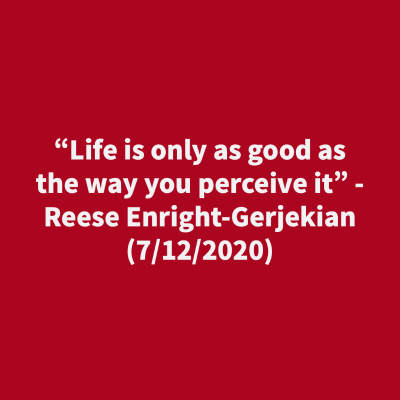 “Life is only as good as
the way you perceive it” -
Reese Enright-Gerjekian
(7/12/2020)